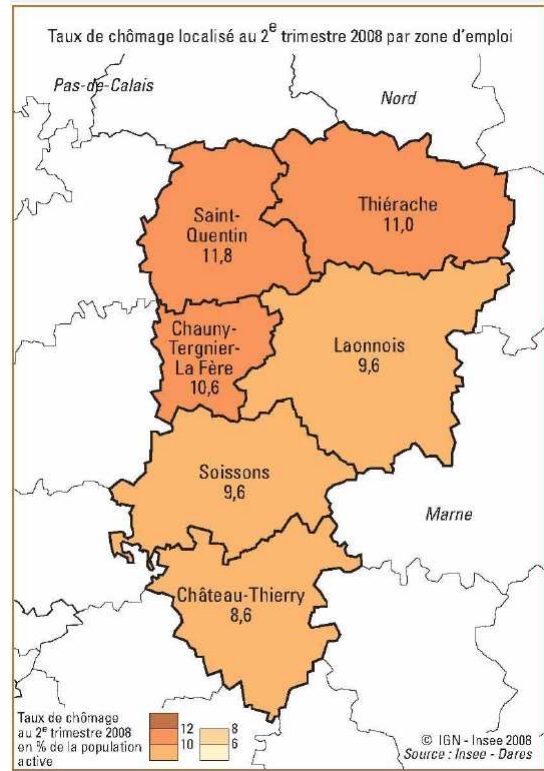 Taux de chômage localisé au 2e trimestre 2008 par zone d'emploi
Pas-de-Calais
Nord
Saint-
Quentin
11,8
Thiérache
11,0
Chauny-
Tergnier-
La Fère
10,6
Laonnois
9,6
Soissons
9,6
Marne
Château-Thierry
8,6
Taux de chômage
au 2e trimestre 2008
en % de la population
active
12
10
8
6
© IGN - Insee 2008
Source : Insee - Dares